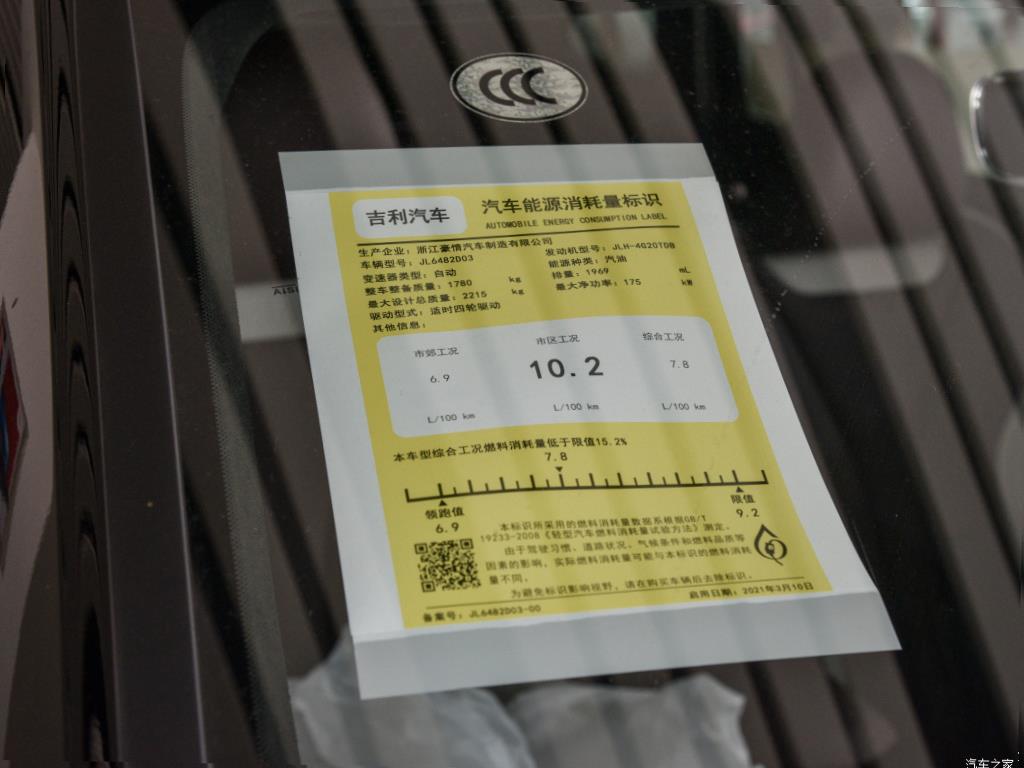 CCC
吉利汽车
汽车能源消耗量标识
AUTOMOBILE ENERGY CONSUMPTION LABEL
生产企业：浙江豪情汽车制造有限公司
车辆型号：JL6482D03 发动机型号：JLH-4G20TDB
变速器类型：自动 能源种类：汽油
整车整备质量：1780 kg 排量：1969 mL
最大设计总质量：2215 kg 最大净功率：175 kW
驱动型式：适时四轮驱动
其他信息：
市郊工况 市区工况 综合工况
6.9 10.2 7.8
L/100 km L/100 km L/100 km
本车型综合工况燃料消耗量低于限值15.2%
7.8
领跑值 限值
6.9 9.2
本标识所采用的燃料消耗量数据系根据GB/T
19233-2008《轻型汽车燃料消耗量试验方法》测定。
由于驾驶习惯、道路状况、气候条件和燃料品质等
因素的影响，实际燃料消耗量可能与本标识的燃料消耗
量不同。
为避免标识影响视野，请在购买车辆后去除标识。
备案号：JL6482D03-00 启用日期：2021年3月10日
汽车之家